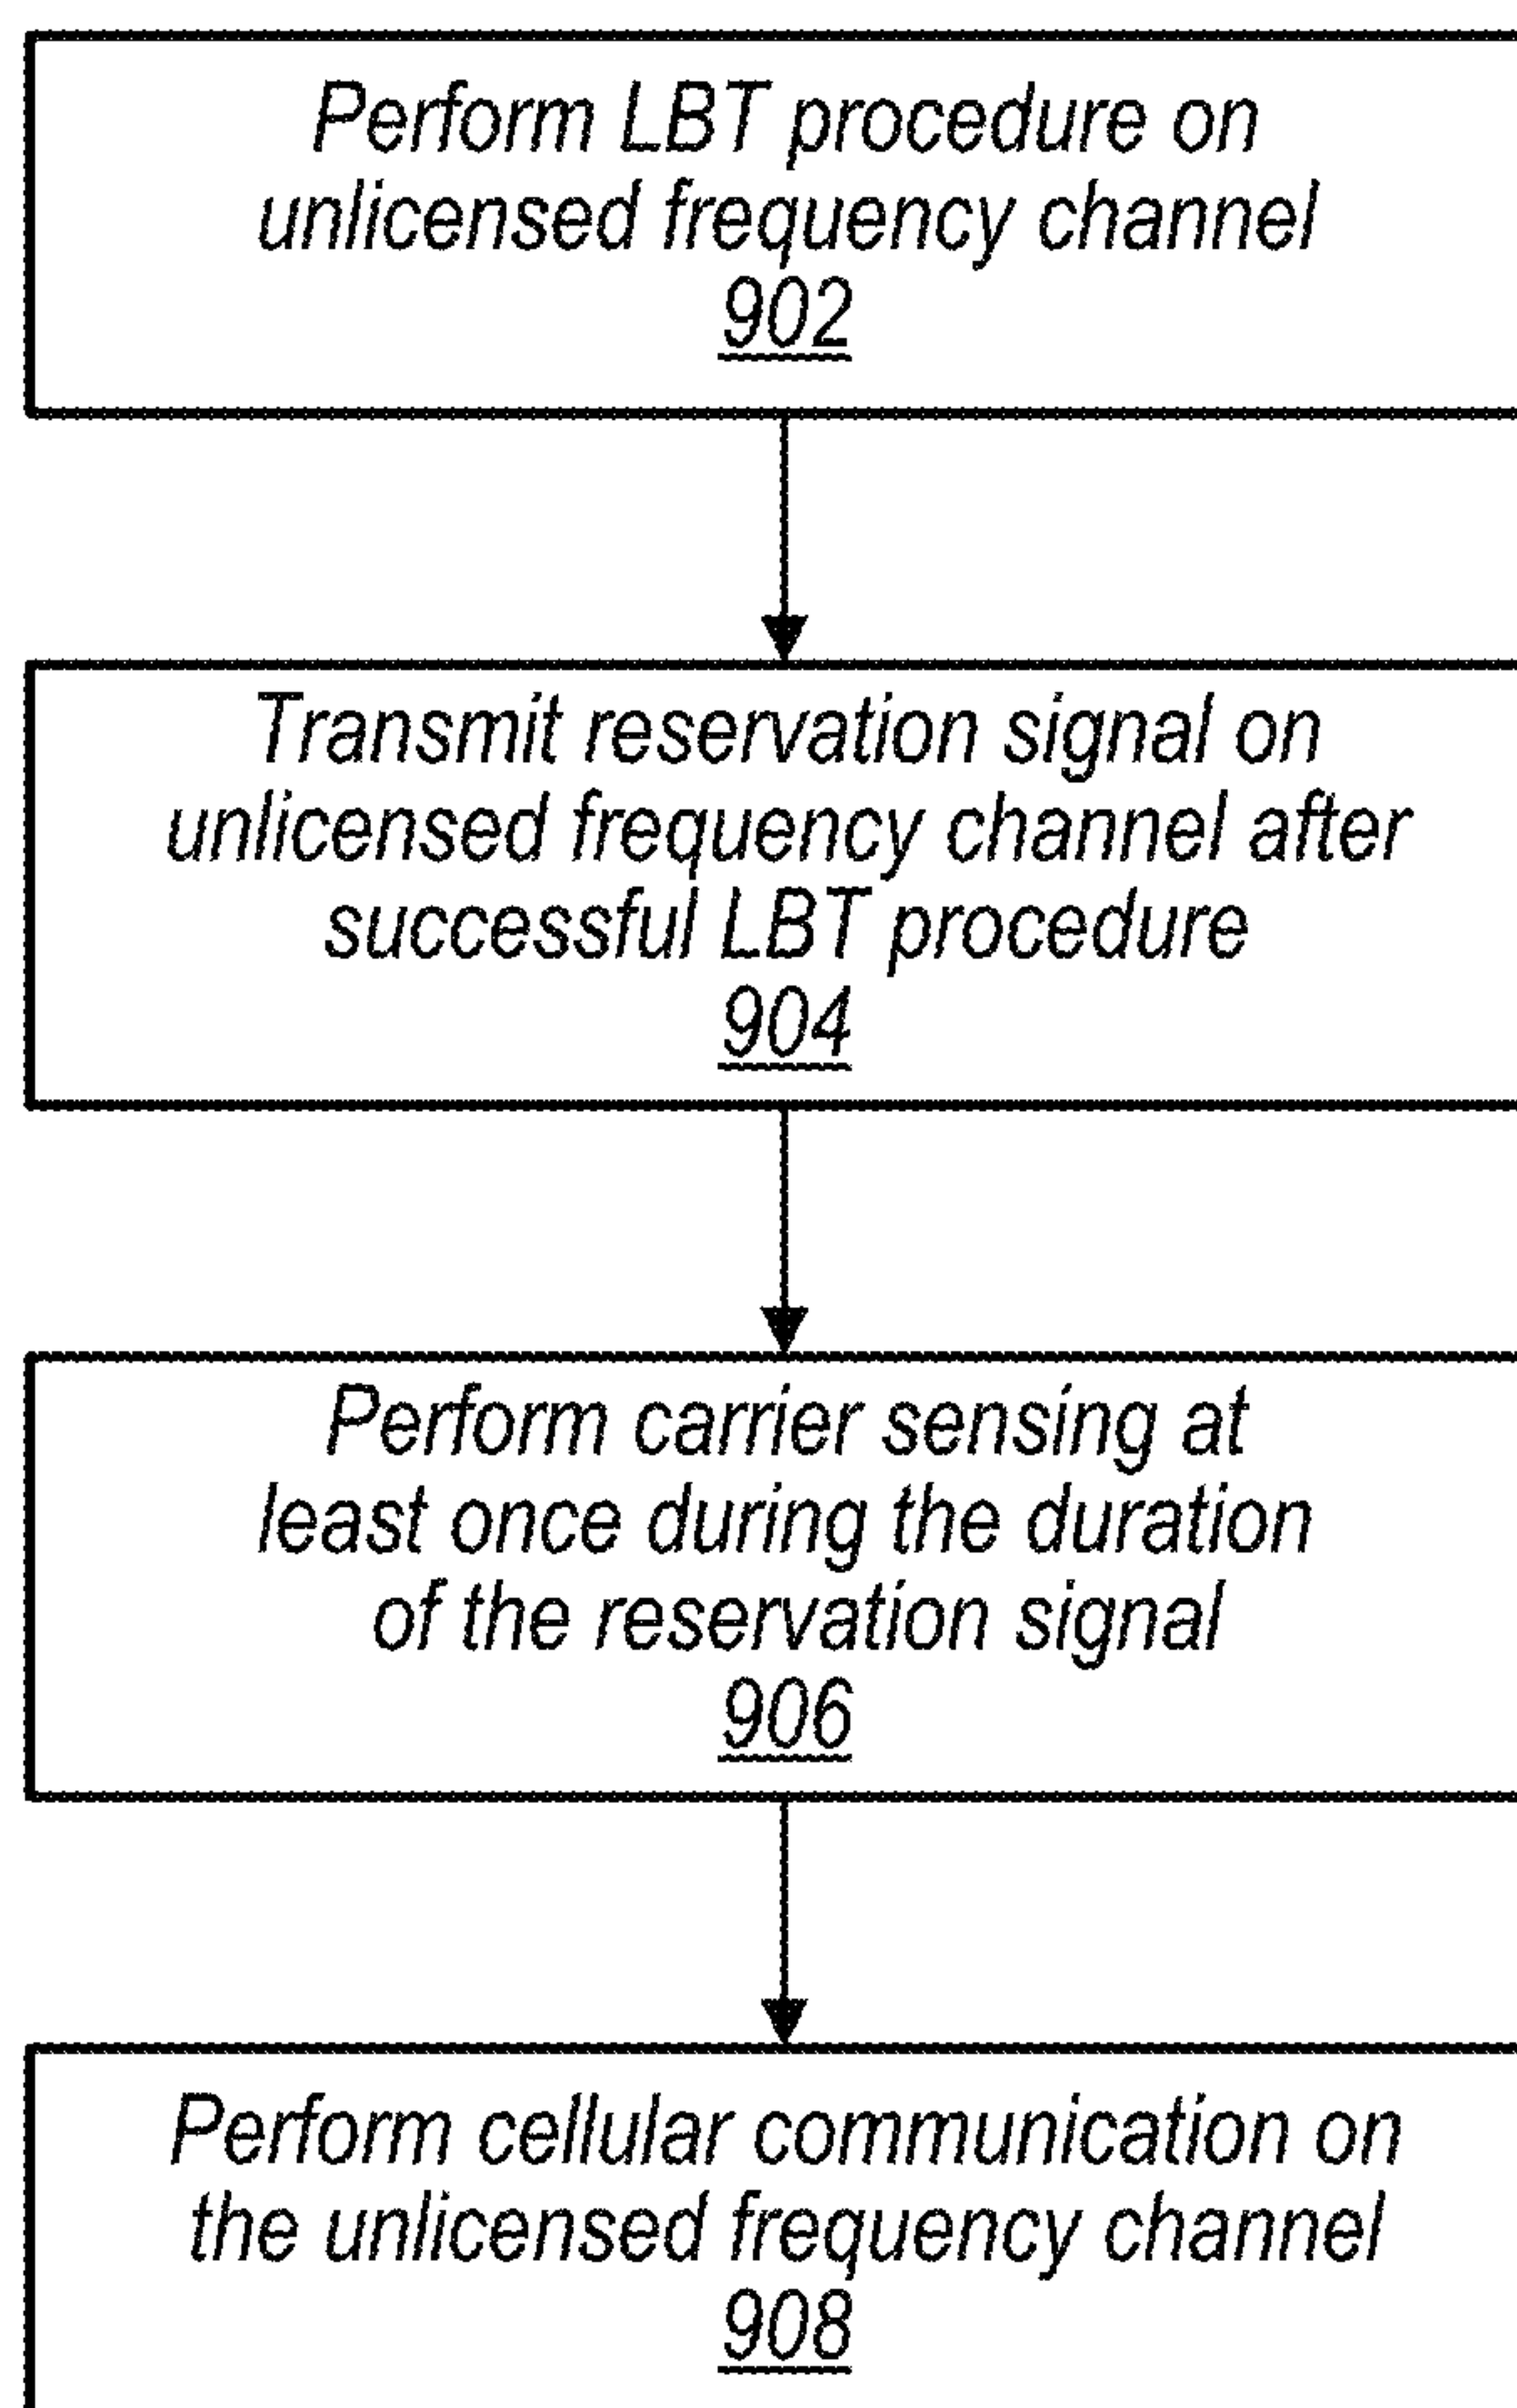 Perform LBT procedure on
unlicensed frequency channel
902
Transmit reservation signal on
unlicensed frequency channel after
successful LBT procedure
904
Perform carrier sensing at
least once during the duration
of the reservation signal
906
Perform cellular communication on
the unlicensed frequency channel
908